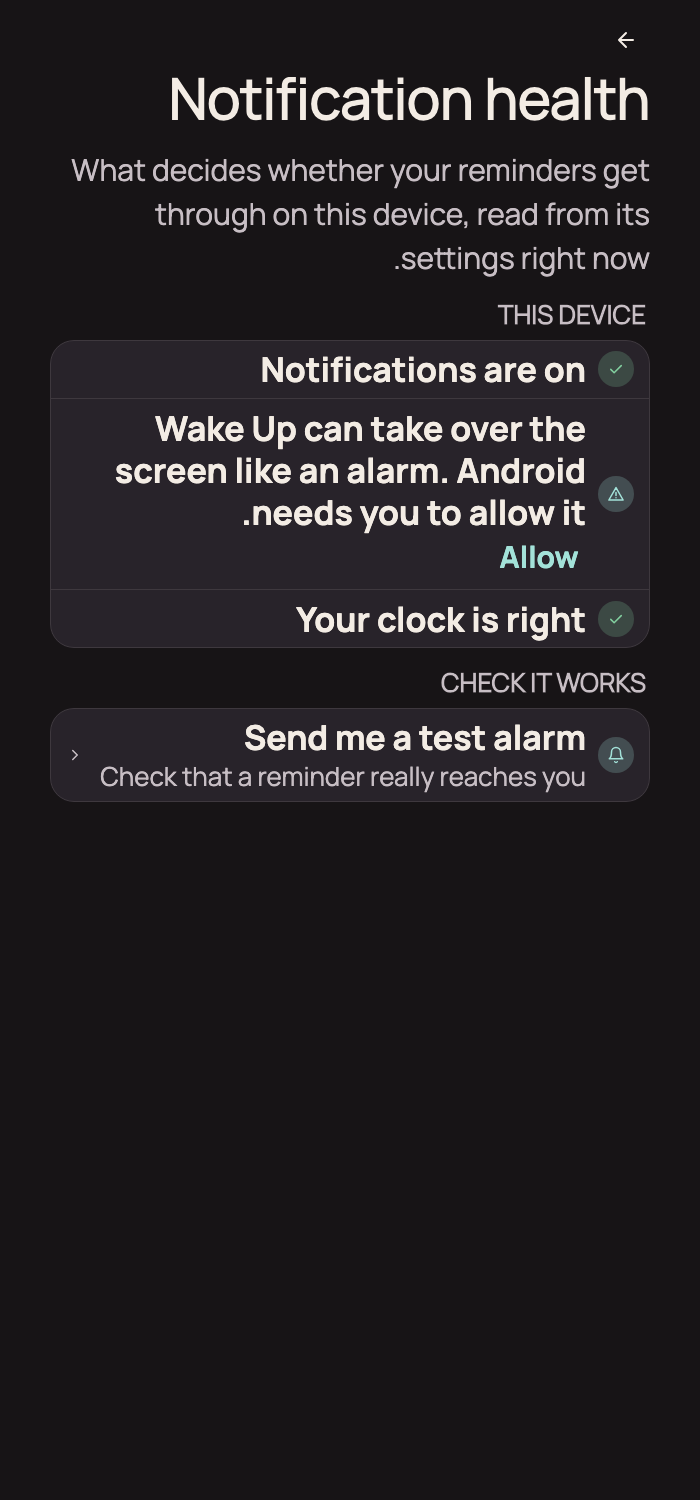 Notification health
What decides whether your reminders get
through on this device, read from its
.settings right now
THIS DEVICE
Notifications are on
Wake Up can take over the
screen like an alarm. Android
.needs you to allow it
Allow
Your clock is right
CHECK IT WORKS
Send me a test alarm
Check that a reminder really reaches you